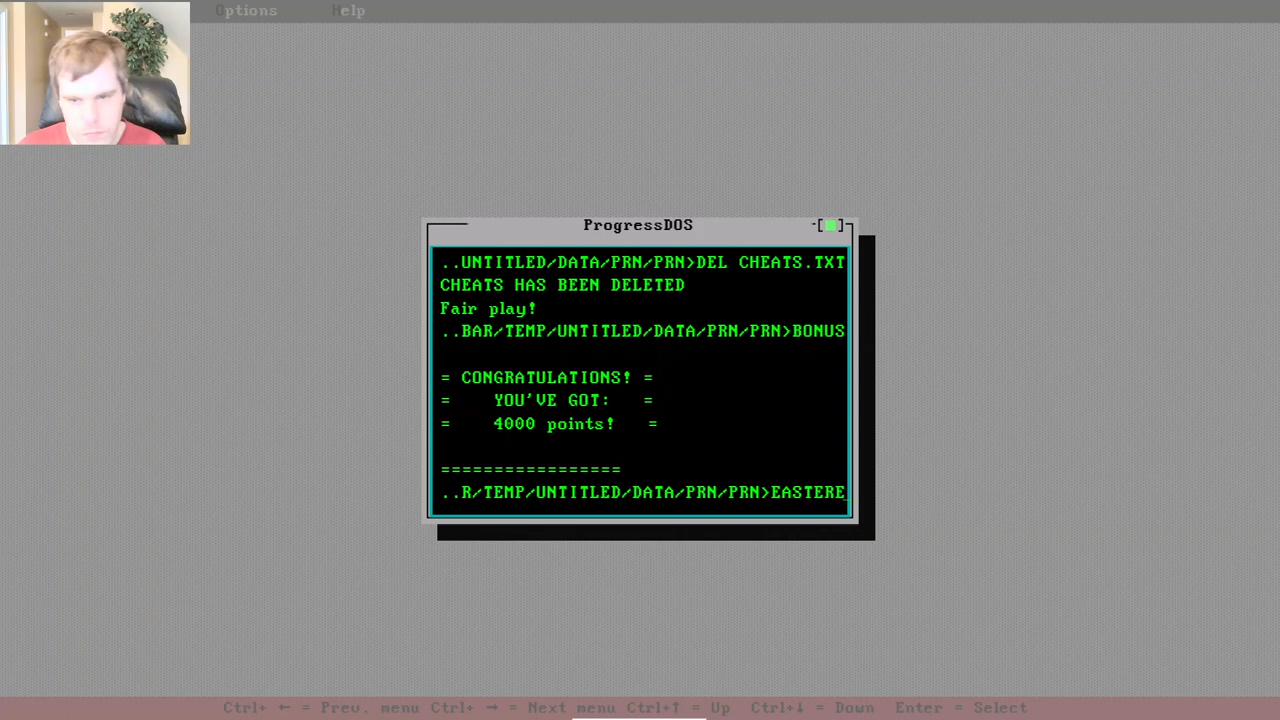 Options Help
ProgressDOS
..UNTITLED/DATA/PRN/PRN>DEL CHEATS.TXT
CHEATS HAS BEEN DELETED
Fair play!
..BAR/TEMP/UNTITLED/DATA/PRN/PRN>BONUS
= CONGRATULATIONS! =
= YOU'VE GOT: =
= 4000 points! =
=================
..R/TEMP/UNTITLED/DATA/PRN/PRN>EASTERE_
Ctrl+ ← = Prev. menu Ctrl+ → = Next menu Ctrl+↑ = Up Ctrl+↓ = Down Enter = Select